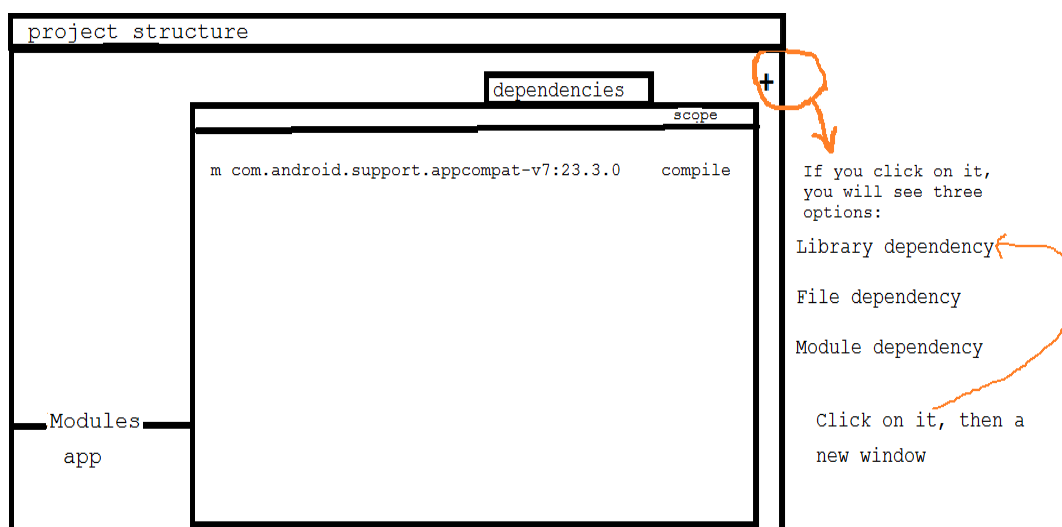 project structure
+
dependencies
scope
m com.android.support.appcompat-v7:23.3.0 compile
If you click on it,
you will see three
options:
Library dependency
File dependency
Module dependency
Click on it, then a
new window
Modules
app